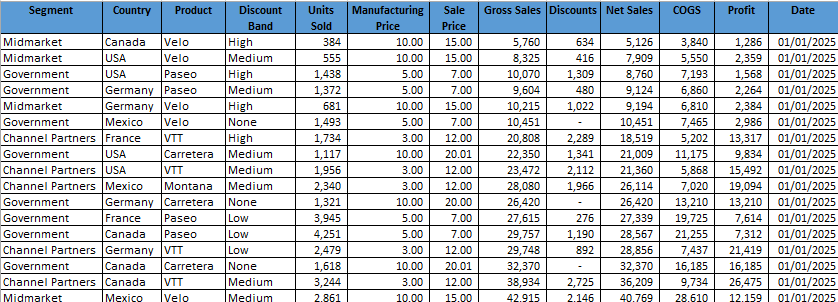 Segment Country Product Discount Band Units Sold Manufacturing Price Sale Price Gross Sales Discounts Net Sales COGS Profit Date
Midmarket Canada Velo High 384 10.00 15.00 5,760 634 5,126 3,840 1,286 01/01/2025
Midmarket USA Velo Medium 555 10.00 15.00 8,325 416 7,909 5,550 2,359 01/01/2025
Government USA Paseo High 1,438 5.00 7.00 10,070 1,309 8,760 7,193 1,568 01/01/2025
Government Germany Paseo Medium 1,372 5.00 7.00 9,604 480 9,124 6,860 2,264 01/01/2025
Midmarket Germany Velo High 681 10.00 15.00 10,215 1,022 9,194 6,810 2,384 01/01/2025
Government Mexico Velo None 1,493 5.00 7.00 10,451 - 10,451 7,465 2,986 01/01/2025
Channel Partners France VTT High 1,734 3.00 12.00 20,808 2,289 18,519 5,202 13,317 01/01/2025
Government USA Carretera Medium 1,117 10.00 20.01 22,350 1,341 21,009 11,175 9,834 01/01/2025
Channel Partners USA VTT Medium 1,956 3.00 12.00 23,472 2,112 21,360 5,868 15,492 01/01/2025
Channel Partners Mexico Montana Medium 2,340 3.00 12.00 28,080 1,966 26,114 7,020 19,094 01/01/2025
Government Germany Carretera None 1,321 10.00 20.00 26,420 - 26,420 13,210 13,210 01/01/2025
Government France Paseo Low 3,945 5.00 7.00 27,615 276 27,339 19,725 7,614 01/01/2025
Government Canada Paseo Low 4,251 5.00 7.00 29,757 1,190 28,567 21,255 7,312 01/01/2025
Channel Partners Germany VTT Low 2,479 3.00 12.00 29,748 892 28,856 7,437 21,419 01/01/2025
Government Canada Carretera None 1,618 10.00 20.01 32,370 - 32,370 16,185 16,185 01/01/2025
Channel Partners Canada VTT Medium 3,244 3.00 12.00 38,934 2,725 36,209 9,734 26,475 01/01/2025
Midmarket Mexico Velo Medium 2,861 10.00 15.00 42,915 2,146 40,769 28,610 12,159 01/01/2025